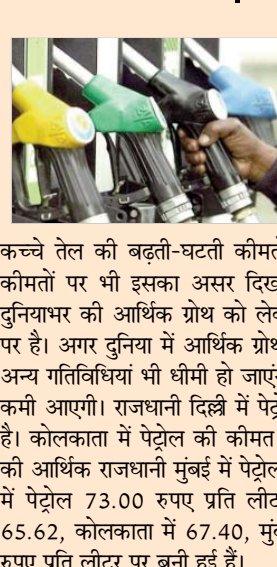 कच्चे तेल की बढ़ती-घटती
कीमतों पर भी इसका असर
दुनियाभर की आर्थिक ग्रोथ को
पर है। अगर दुनिया में आर्थिक
अन्य गतिविधियां भी धीमी हो
कमी आएगी। राजधानी दिल्ली में
है। कोलकाता में पेट्रोल की कीमत
की आर्थिक राजधानी मुंबई में पेट्रोल
में पेट्रोल 73.00 रुपए प्रति
65.62, कोलकाता में 67.40,
रुपए प्रति लीटर पर बनी हुई हैं।